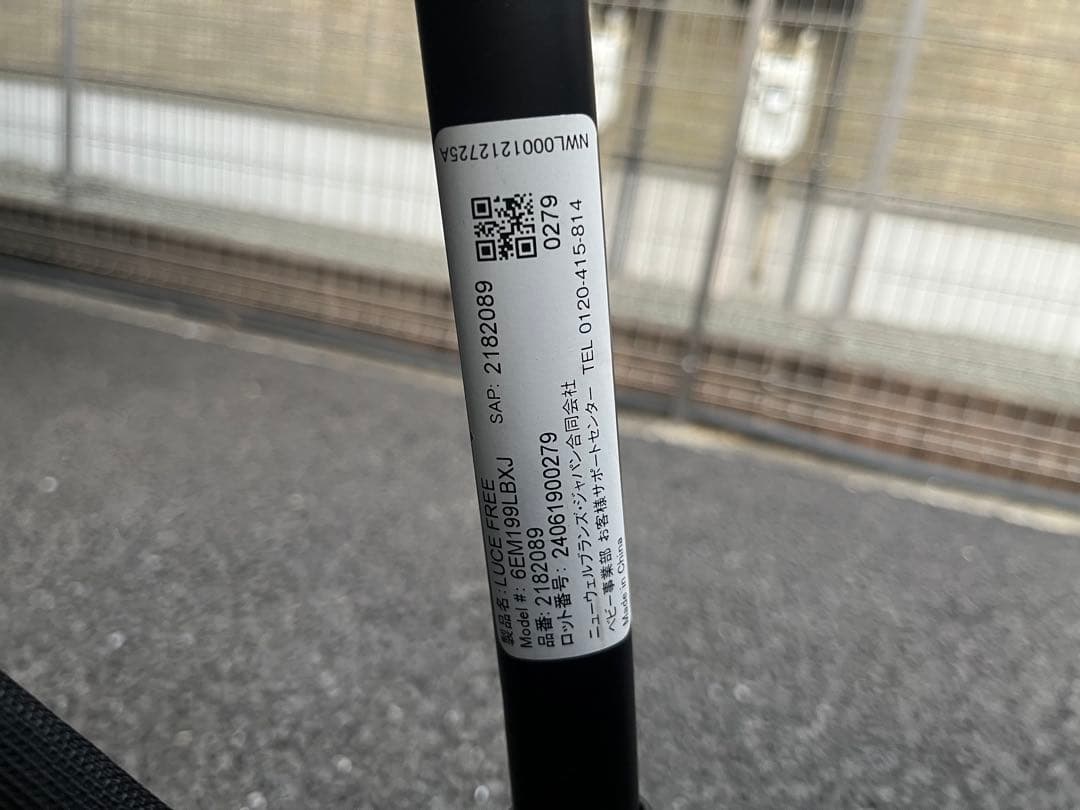 製品名:LUCE FREE
Model #: 6EM199LBXJ SAP: 2182089
品番: 2182089
ロット番号: 24061900279 0279
ニューウェルブランズ・ジャパン合同会社
ベビー事業部 お客様サポートセンター TEL 0120-415-814
Made in China
NWL0001212725A